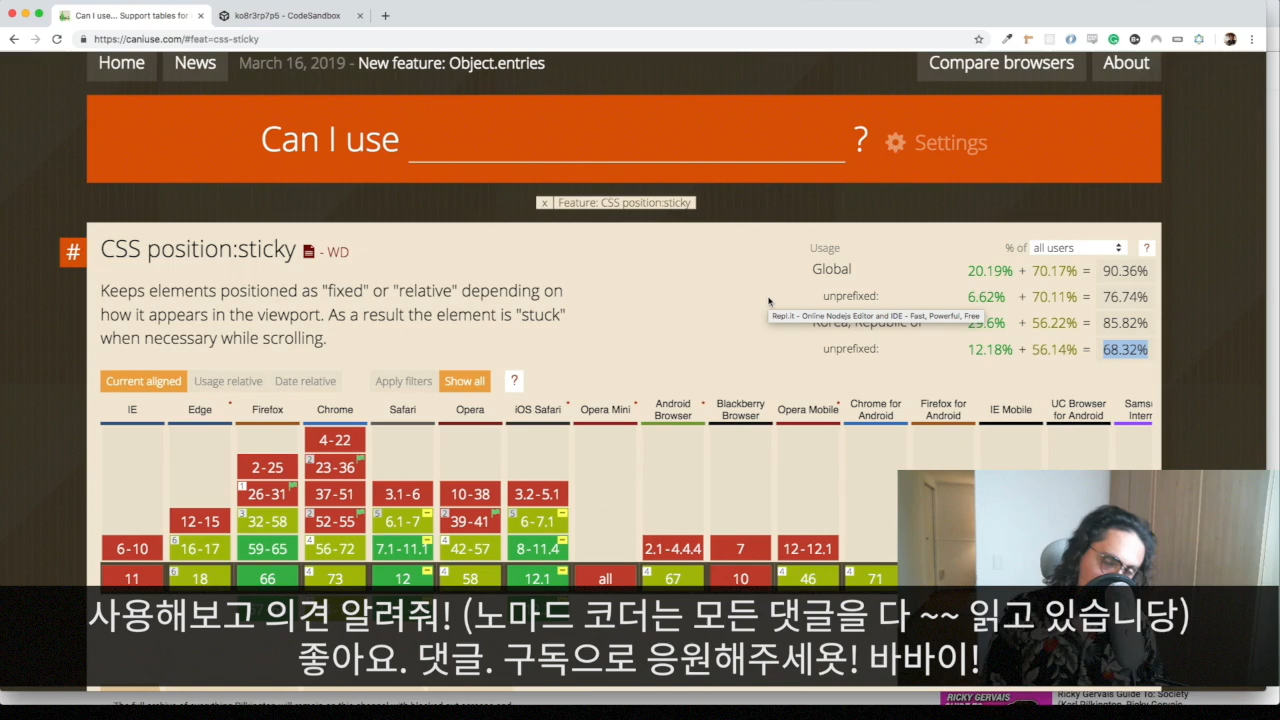 Can I use... Support tables for
ko8r3rp7p5 - CodeSandbox
https://caniuse.com/#feat=css-sticky
Home
News
March 16, 2019 - New feature: Object.entries
Compare browsers
About
Can I use
?
Settings
x
Feature: CSS position:sticky
#
CSS position:sticky
- WD
Keeps elements positioned as "fixed" or "relative" depending on
how it appears in the viewport. As a result the element is "stuck"
when necessary while scrolling.
Usage
% of
all users
?
Global
20.19% + 70.17% = 90.36%
unprefixed:
6.62% + 70.11% = 76.74%
Repl.it - Online Nodejs Editor and IDE - Fast, Powerful, Free
Korea, Republic of
29.6% + 56.22% = 85.82%
unprefixed:
12.18% + 56.14% = 68.32%
Current aligned
Usage relative
Date relative
Apply filters
Show all
?
IE
Edge
Firefox
Chrome
Safari
Opera
iOS Safari
Opera Mini
Android
Browser
Blackberry
Browser
Opera Mobile
Chrome for
Android
Firefox for
Android
IE Mobile
UC Browser
for Android
4-22
2-25 23-36
26-31 37-51 3.1-6 10-38 3.2-5.1
12-15 32-58 52-55 6.1-7 39-41 6-7.1
6-10 16-17 59-65 56-72 7.1-11.1 42-57 8-11.4 2.1-4.4.4 7 12-12.1
11 18 66 73 12 58 12.1 all 67 10 46 71
사용해보고 의견 알려줘! (노마드 코더는 모든 댓글을 다 ~~ 읽고 있습니당)
좋아요. 댓글. 구독으로 응원해주세욧! 바바이!
RICKY GERVAIS
Ricky Gervais Guide To: Society